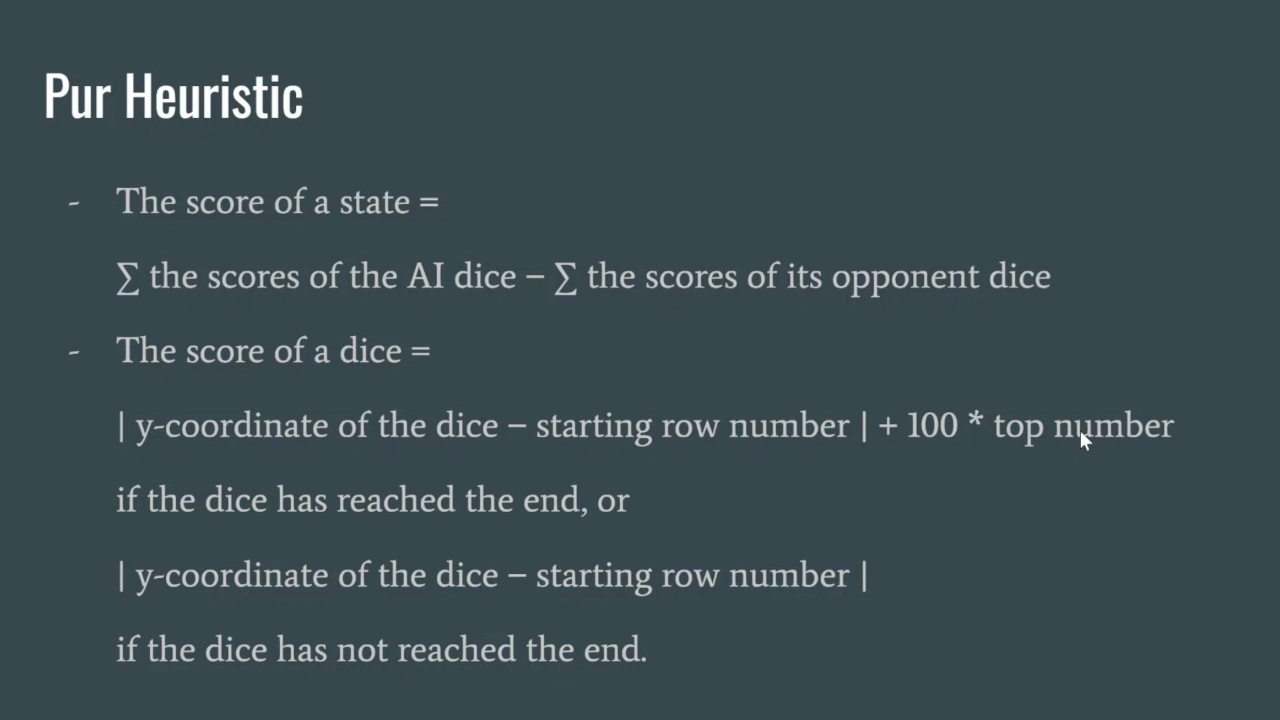 Pur Heuristic
- The score of a state =
∑ the scores of the AI dice – ∑ the scores of its opponent dice
- The score of a dice =
| y-coordinate of the dice – starting row number | + 100 * top number
if the dice has reached the end, or
| y-coordinate of the dice – starting row number |
if the dice has not reached the end.